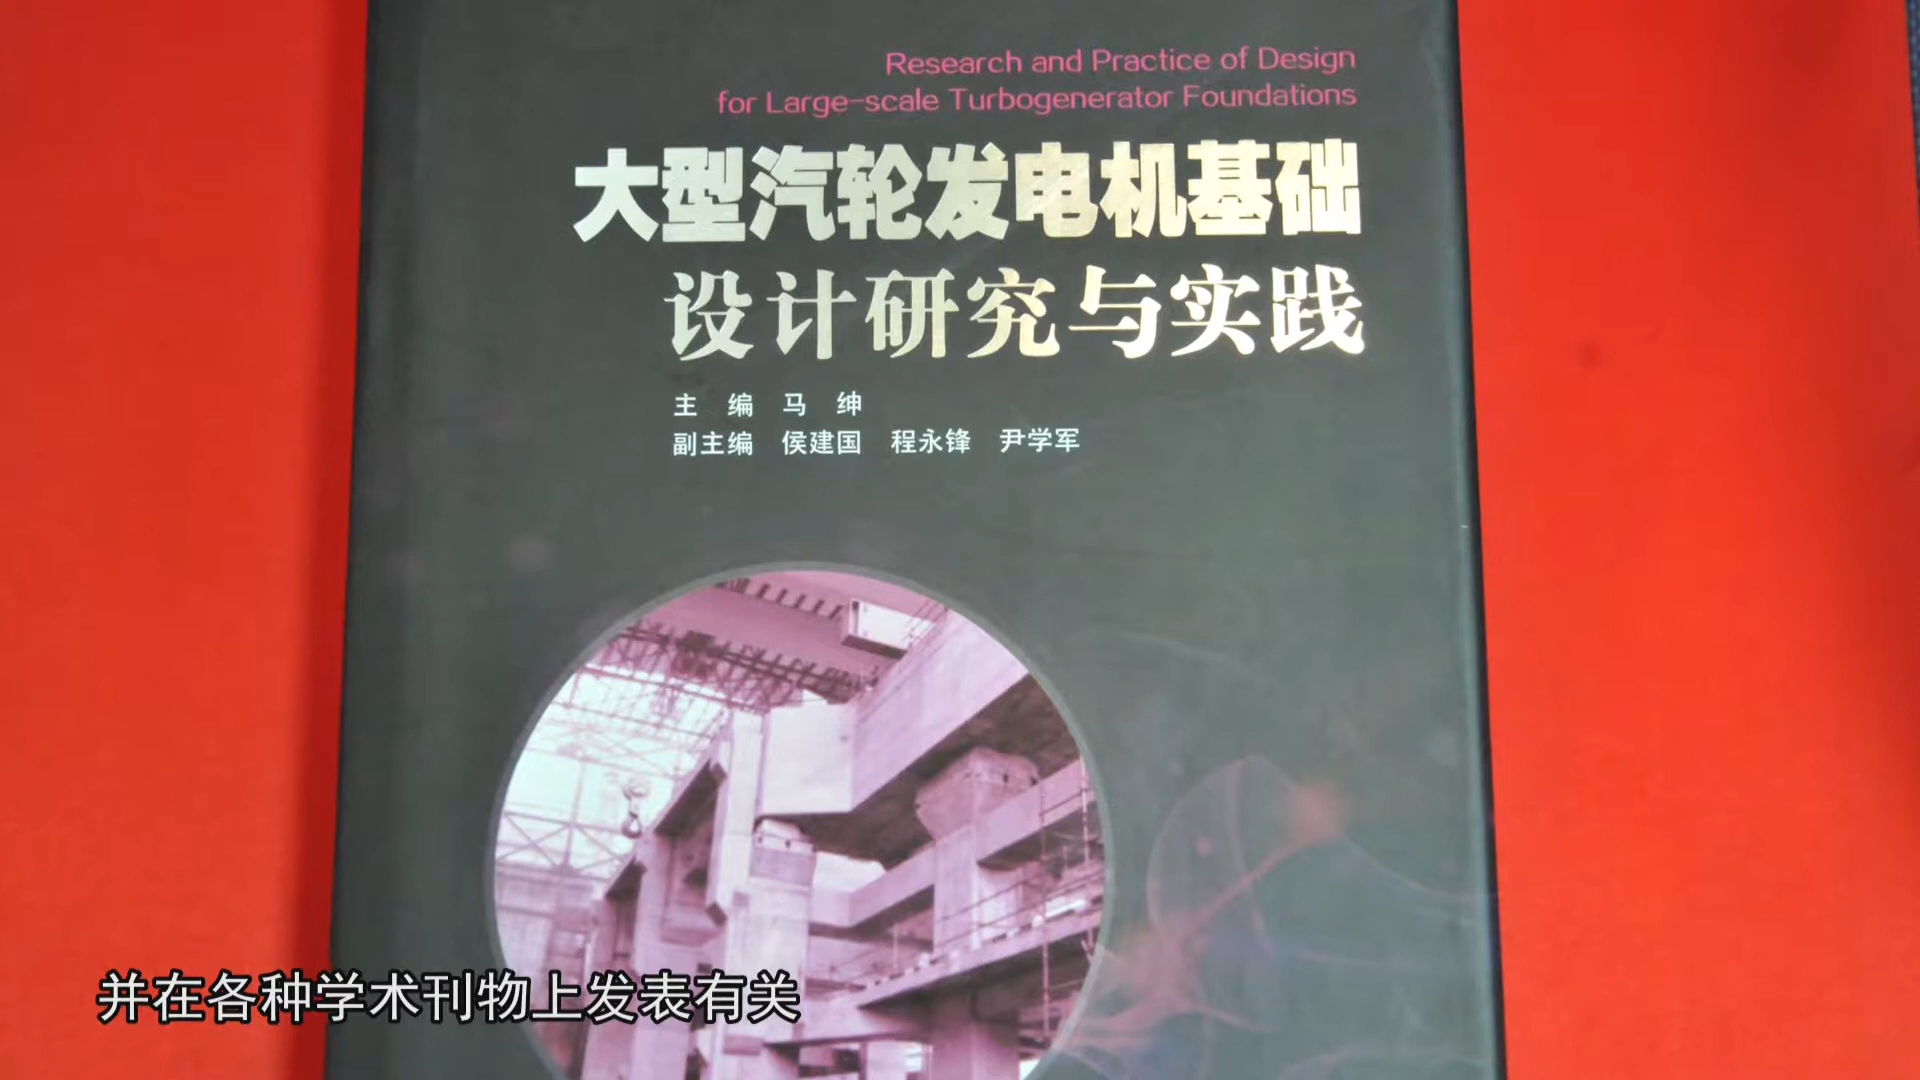 Research and Practice of Design
for Large-scale Turbogenerator Foundations
大型汽轮发电机基础
设计研究与实践
主 编 马 绅
副主编 侯建国 程永锋 尹学军
并在各种学术刊物上发表有关